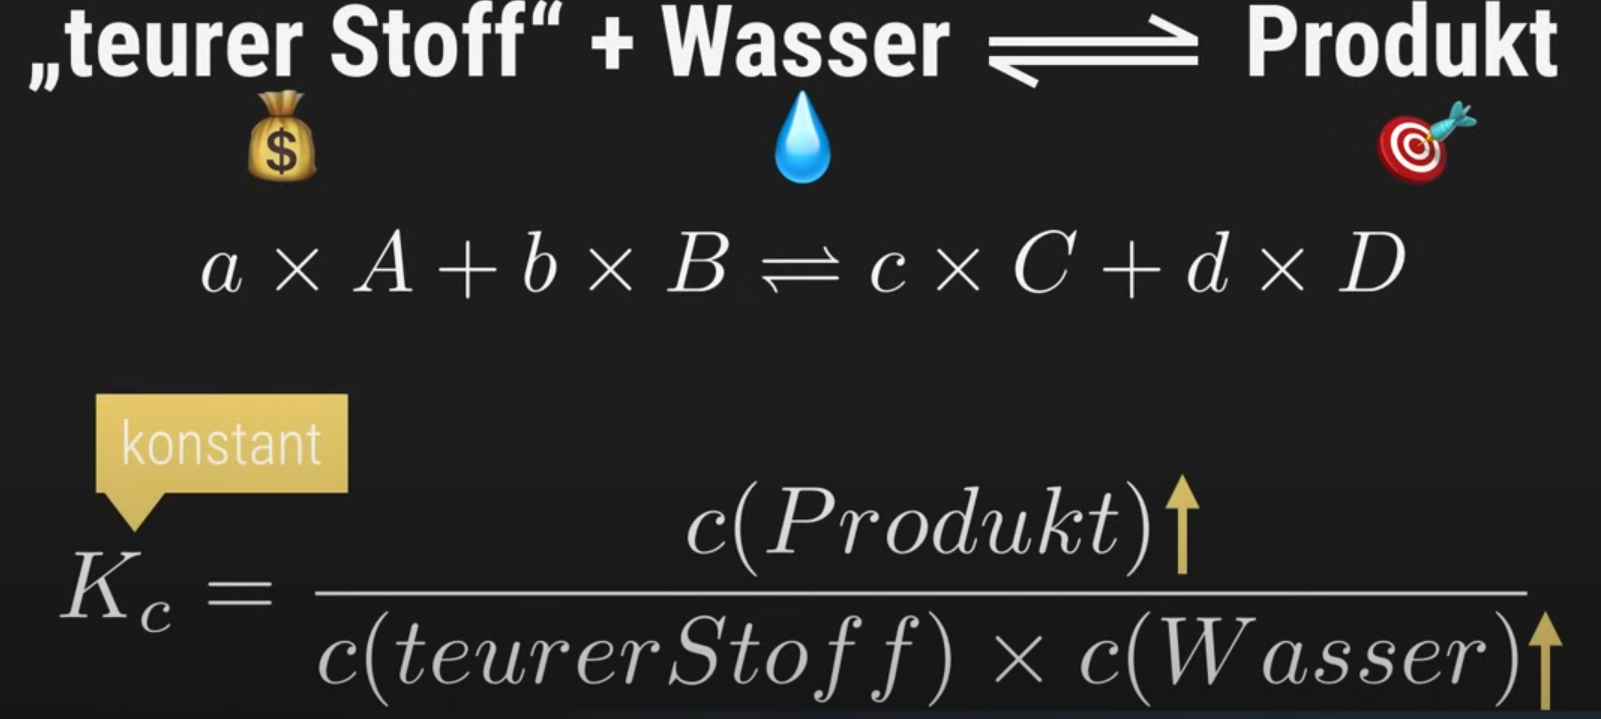 „teurer Stoff“ + Wasser ⇌ Produkt
$
a × A + b × B ⇌ c × C + d × D
konstant
K_c = c(Produkt)↑ / c(teurerStoff) × c(Wasser)↑